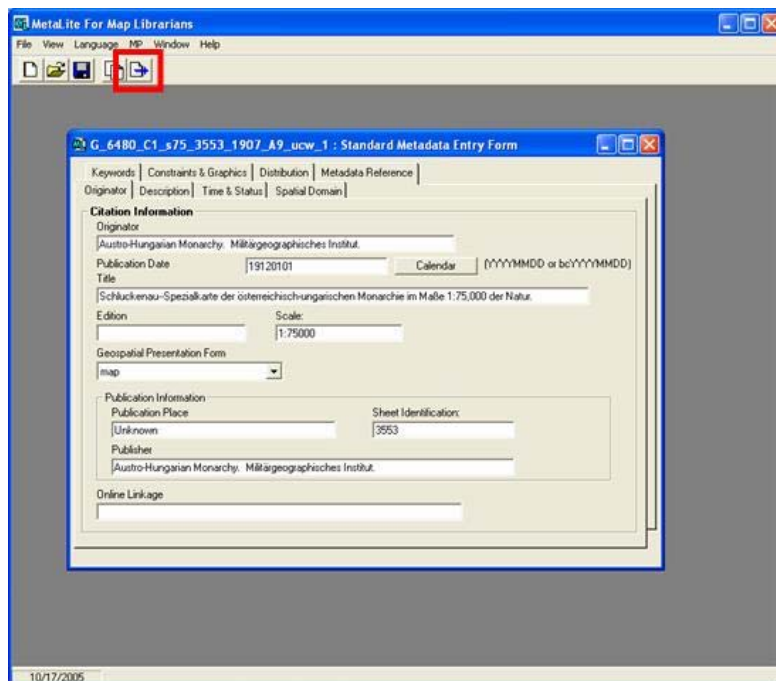 MetaLite For Map Librarians
File View Language MP Window Help
G_6480_C1_s75_3553_1907_A9_ucw_1 : Standard Metadata Entry Form
Keywords Constraints & Graphics Distribution Metadata Reference
Originator Description Time & Status Spatial Domain
Citation Information
Originator
Austro-Hungarian Monarchy. Militärgeographisches Institut.
Publication Date 19120101 Calendar (YYYYMMDD or bcYYYYMMDD)
Title
Schluckenau--Spezialkarte der österreichisch-ungarischen Monarchie im Maße 1:75,000 der Natur.
Edition Scale:
1:75000
Geospatial Presentation Form
map
Publication Information
Publication Place Sheet Identification:
Unknown 3553
Publisher
Austro-Hungarian Monarchy. Militärgeographisches Institut.
Online Linkage
10/17/2005